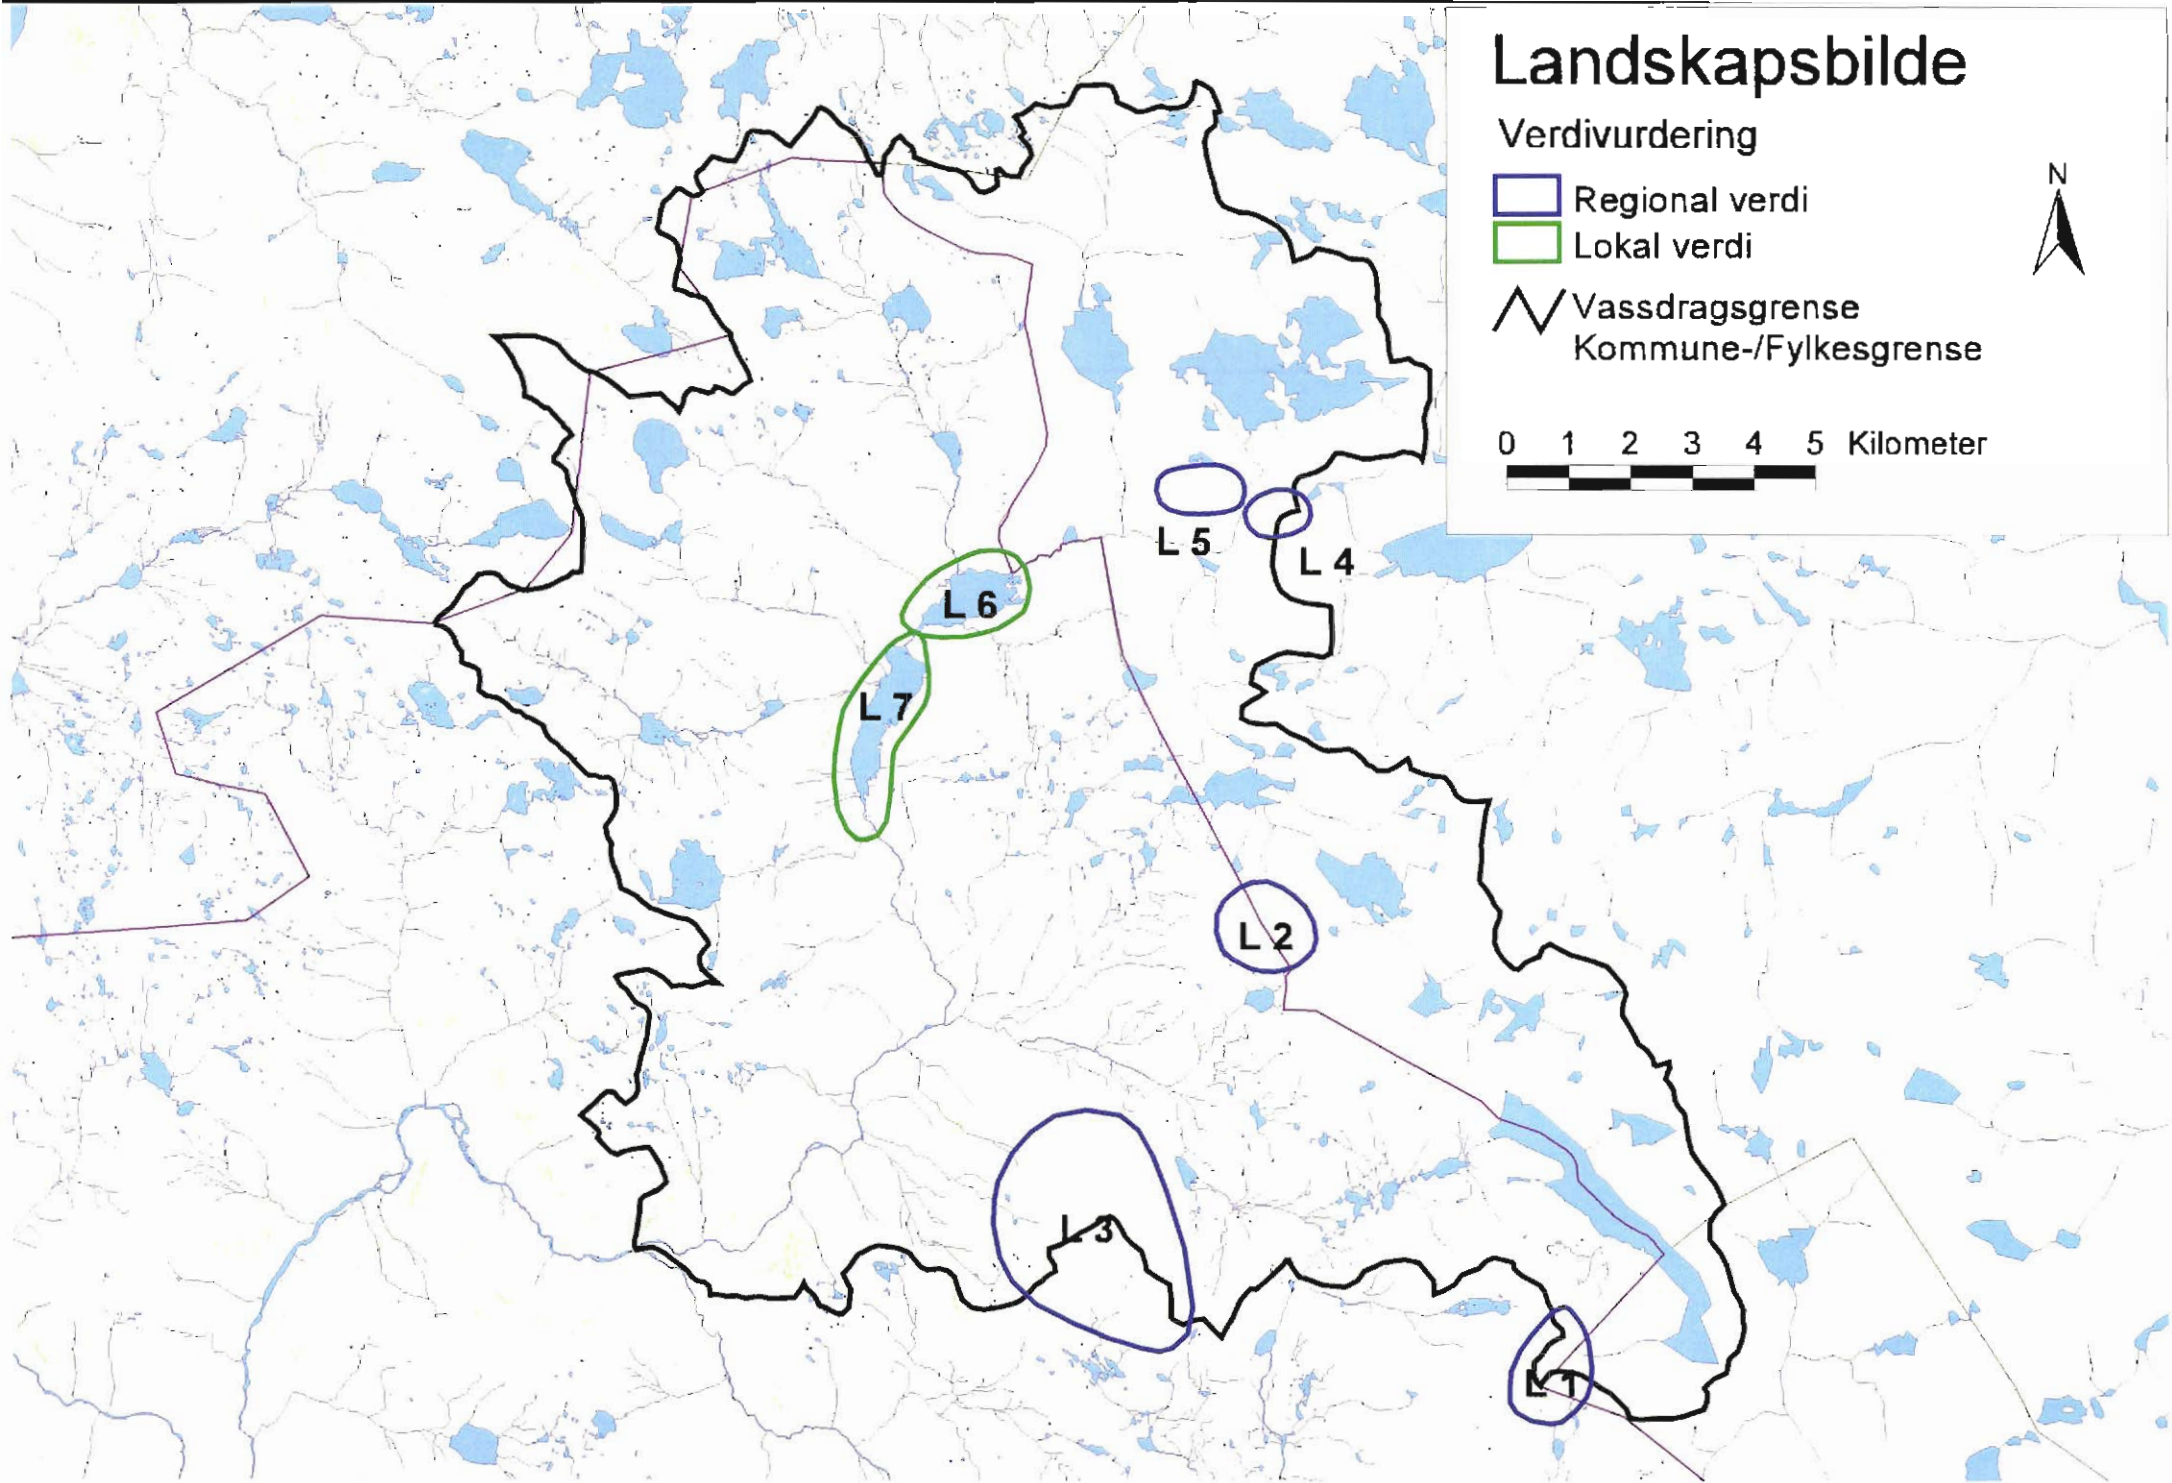 Landskapsbilde
Verdivurdering
Regional verdi
Lokal verdi
Vassdragsgrense
Kommune-/Fylkesgrense
N
0 1 2 3 4 5 Kilometer
L 5
L 4
L 6
L 7
L 2
L 3
L 1